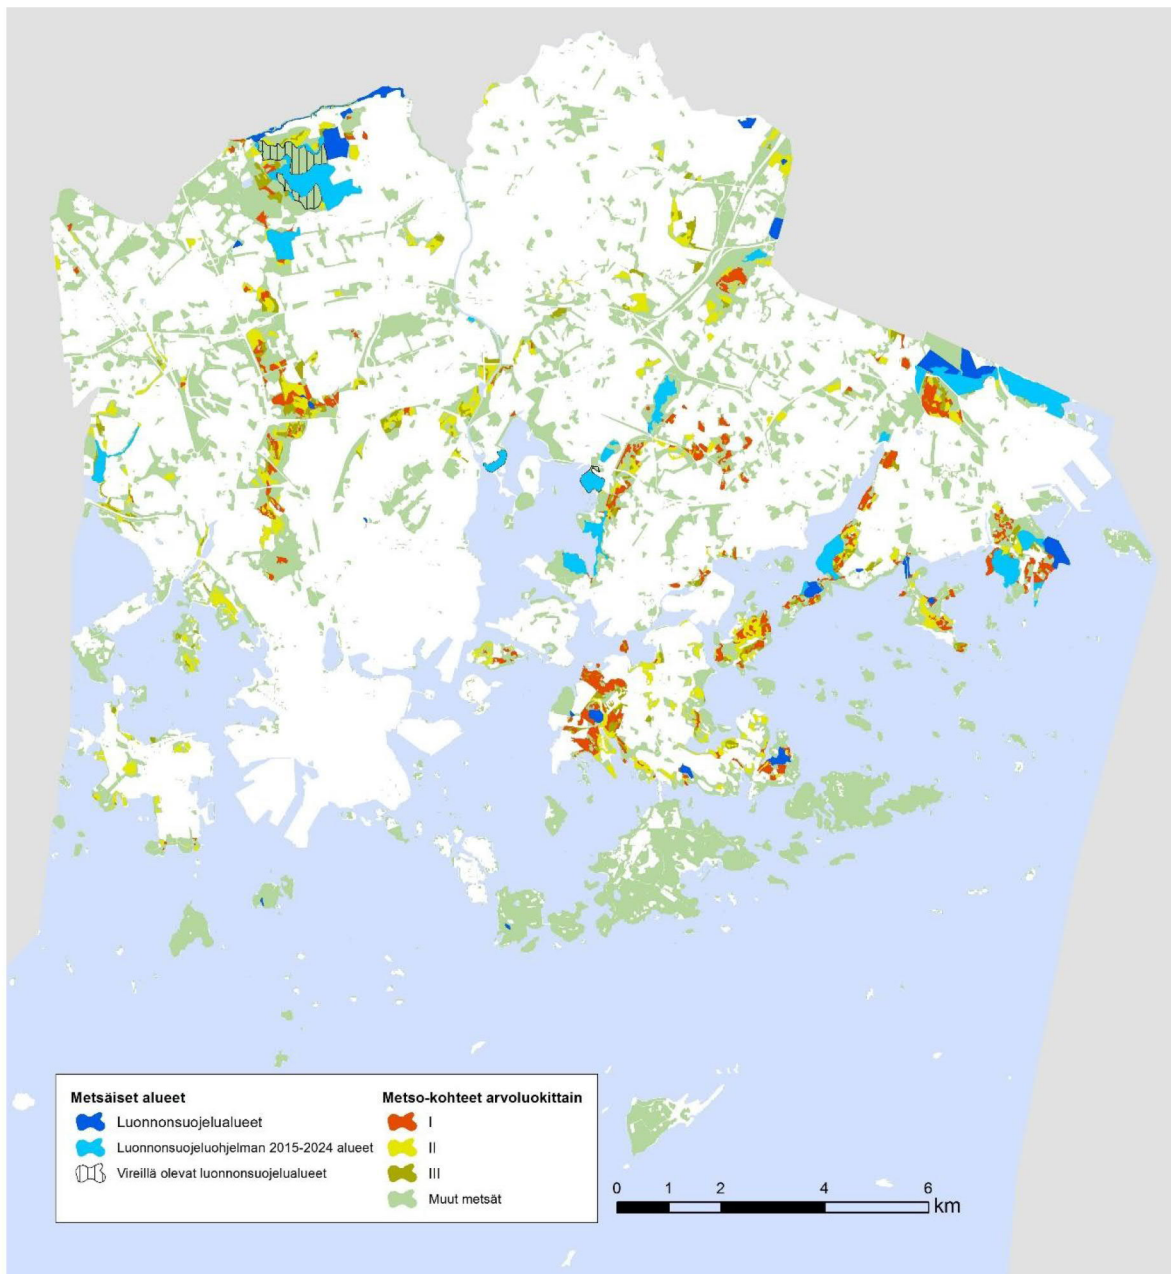 Metsäiset alueet
Luonnonsuojelualueet
Luonnonsuojeluohjelman 2015-2024 alueet
Vireillä olevat luonnonsuojelualueet
Metso-kohteet arvoluokittain
I
II
III
Muut metsät
0 1 2 4 6
km